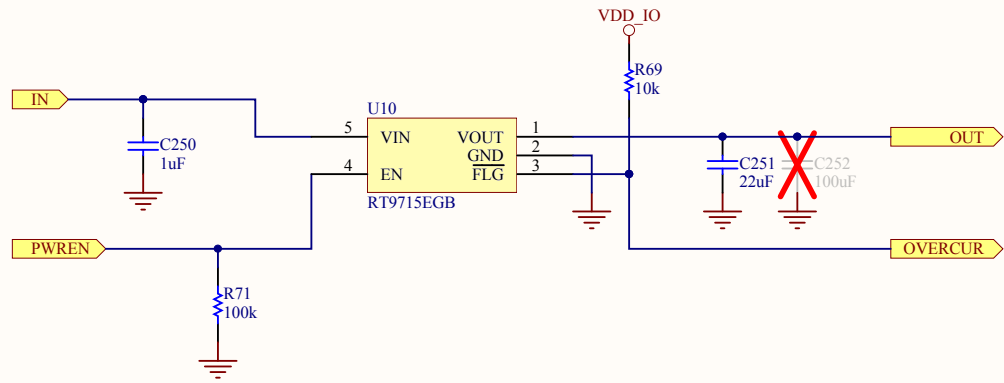 VDD_IO
R69
10k
IN
C250
1uF
U10
5
VIN
VOUT
1
GND
2
4
EN
FLG
3
RT9715EGB
OUT
C251
22uF
C252
100uF
PWREN
OVERCUR
R71
100k